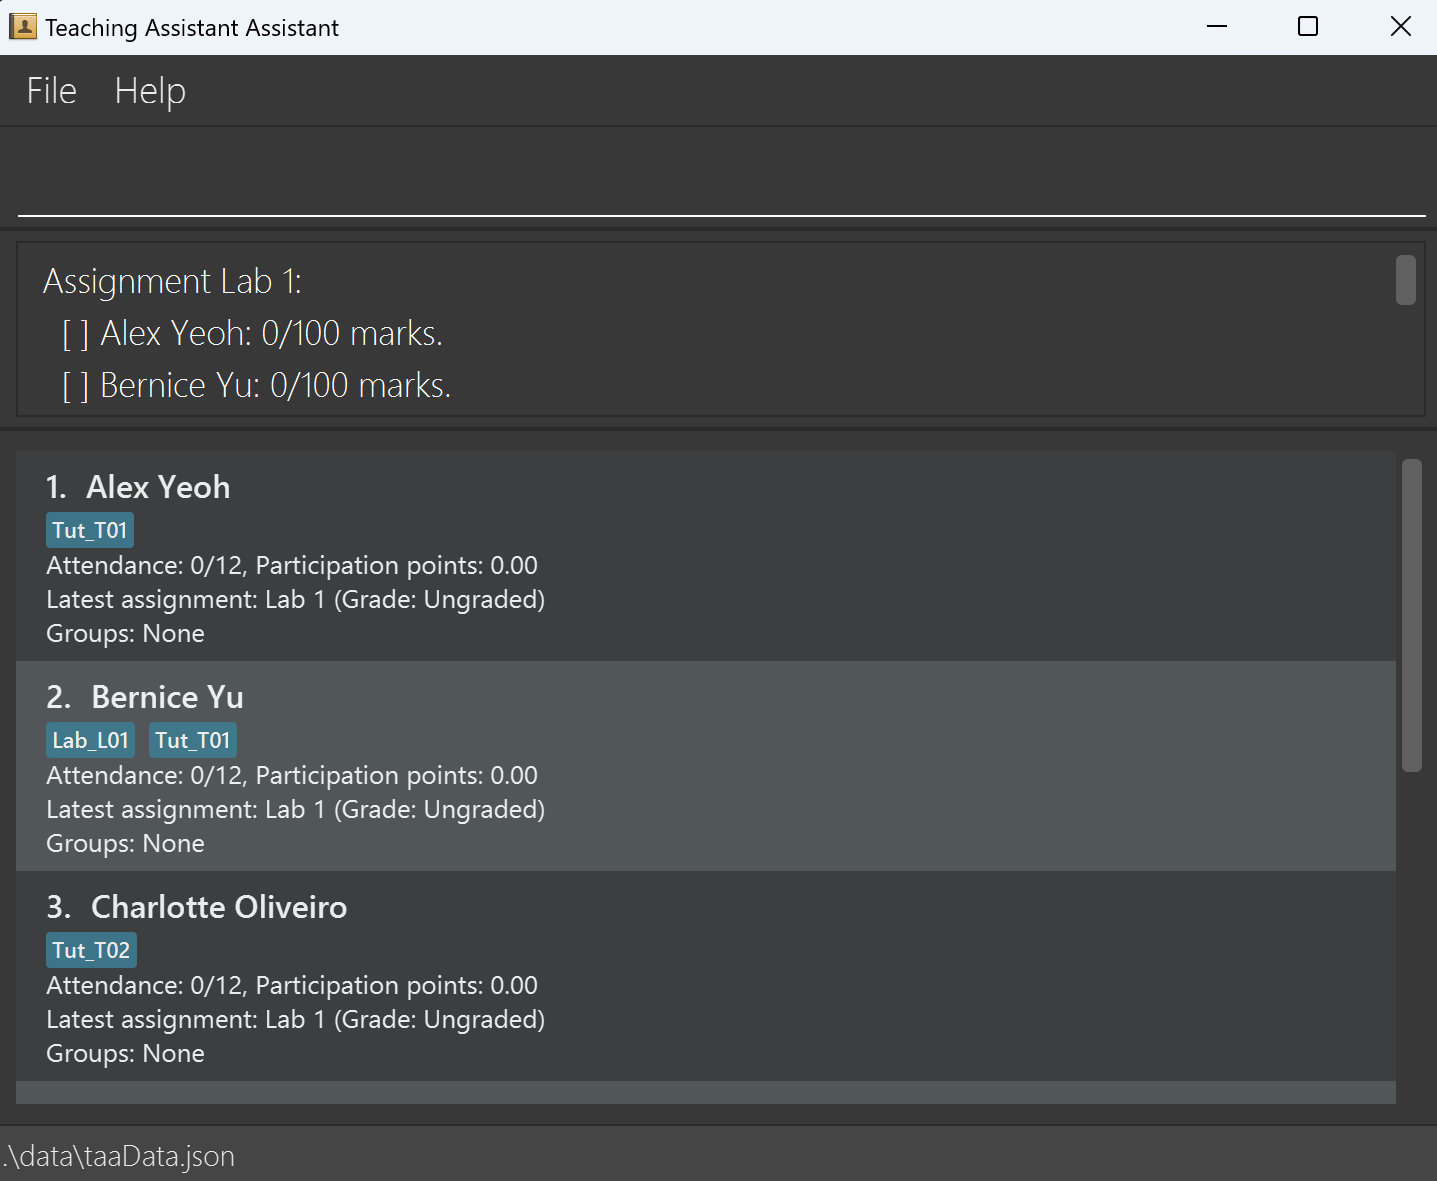 Teaching Assistant Assistant
File Help
Assignment Lab 1:
[ ] Alex Yeoh: 0/100 marks.
[ ] Bernice Yu: 0/100 marks.
1. Alex Yeoh
Tut_T01
Attendance: 0/12, Participation points: 0.00
Latest assignment: Lab 1 (Grade: Ungraded)
Groups: None
2. Bernice Yu
Lab_L01 Tut_T01
Attendance: 0/12, Participation points: 0.00
Latest assignment: Lab 1 (Grade: Ungraded)
Groups: None
3. Charlotte Oliveiro
Tut_T02
Attendance: 0/12, Participation points: 0.00
Latest assignment: Lab 1 (Grade: Ungraded)
Groups: None
.\data\taaData.json